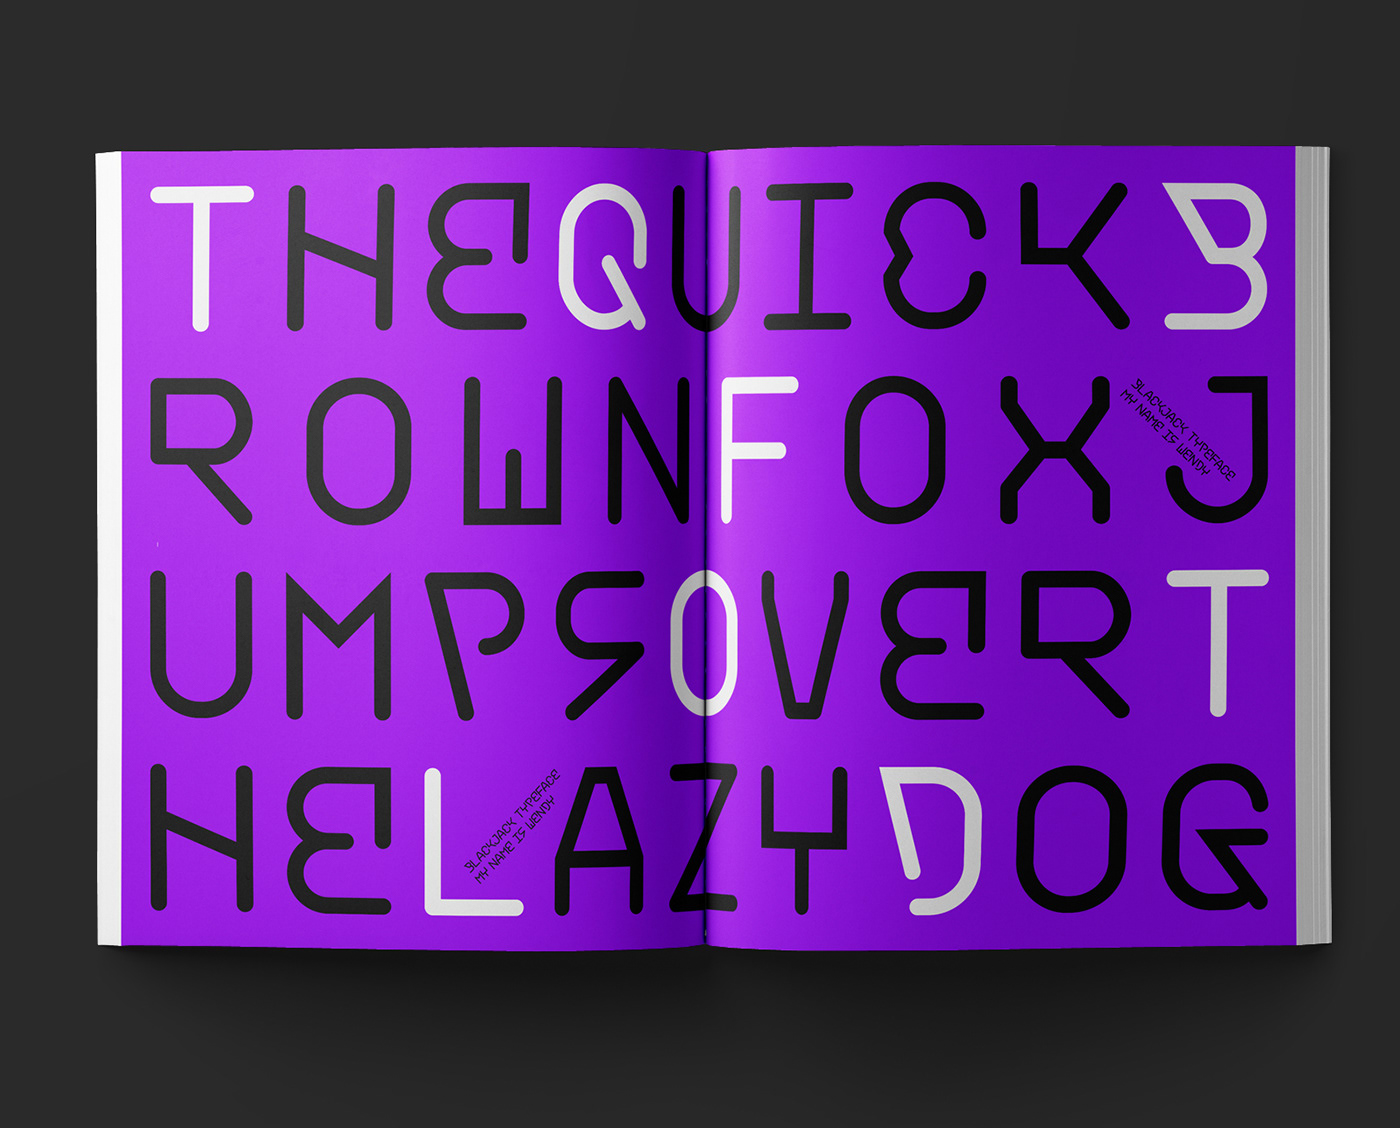 THEQUICKB
ROWNFOXJ
BLACKJACK TYPEFACE
MY NAME IS WENDY
UMPSOVERT
HELAZYDOG
BLACKJACK TYPEFACE
MY NAME IS WENDY